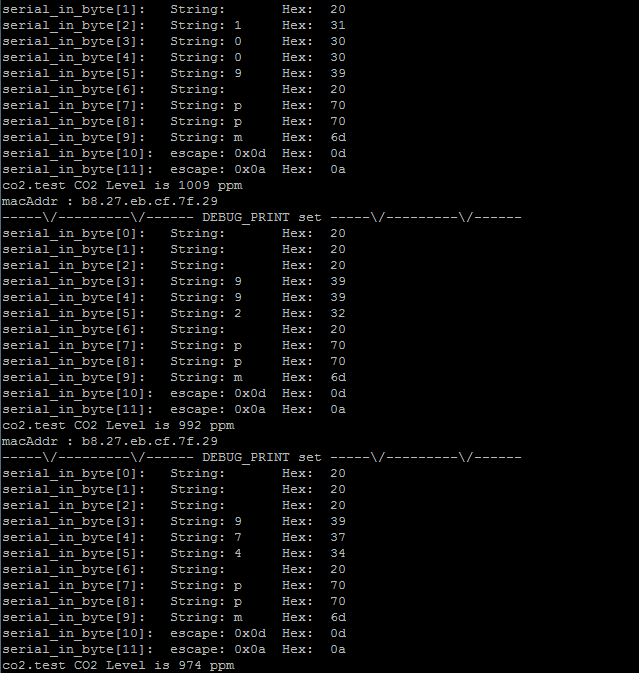 serial_in_byte[1]:   String:       Hex:  20
serial_in_byte[2]:   String: 1     Hex:  31
serial_in_byte[3]:   String: 0     Hex:  30
serial_in_byte[4]:   String: 0     Hex:  30
serial_in_byte[5]:   String: 9     Hex:  39
serial_in_byte[6]:   String:       Hex:  20
serial_in_byte[7]:   String: p     Hex:  70
serial_in_byte[8]:   String: p     Hex:  70
serial_in_byte[9]:   String: m     Hex:  6d
serial_in_byte[10]:  escape: 0x0d  Hex:  0d
serial_in_byte[11]:  escape: 0x0a  Hex:  0a
co2.test CO2 Level is 1009 ppm
macAddr : b8.27.eb.cf.7f.29
-----\/---------\/------ DEBUG_PRINT set -----\/---------\/------
serial_in_byte[0]:   String:       Hex:  20
serial_in_byte[1]:   String:       Hex:  20
serial_in_byte[2]:   String:       Hex:  20
serial_in_byte[3]:   String: 9     Hex:  39
serial_in_byte[4]:   String: 9     Hex:  39
serial_in_byte[5]:   String: 2     Hex:  32
serial_in_byte[6]:   String:       Hex:  20
serial_in_byte[7]:   String: p     Hex:  70
serial_in_byte[8]:   String: p     Hex:  70
serial_in_byte[9]:   String: m     Hex:  6d
serial_in_byte[10]:  escape: 0x0d  Hex:  0d
serial_in_byte[11]:  escape: 0x0a  Hex:  0a
co2.test CO2 Level is 992 ppm
macAddr : b8.27.eb.cf.7f.29
-----\/---------\/------ DEBUG_PRINT set -----\/---------\/------
serial_in_byte[0]:   String:       Hex:  20
serial_in_byte[1]:   String:       Hex:  20
serial_in_byte[2]:   String:       Hex:  20
serial_in_byte[3]:   String: 9     Hex:  39
serial_in_byte[4]:   String: 7     Hex:  37
serial_in_byte[5]:   String: 4     Hex:  34
serial_in_byte[6]:   String:       Hex:  20
serial_in_byte[7]:   String: p     Hex:  70
serial_in_byte[8]:   String: p     Hex:  70
serial_in_byte[9]:   String: m     Hex:  6d
serial_in_byte[10]:  escape: 0x0d  Hex:  0d
serial_in_byte[11]:  escape: 0x0a  Hex:  0a
co2.test CO2 Level is 974 ppm